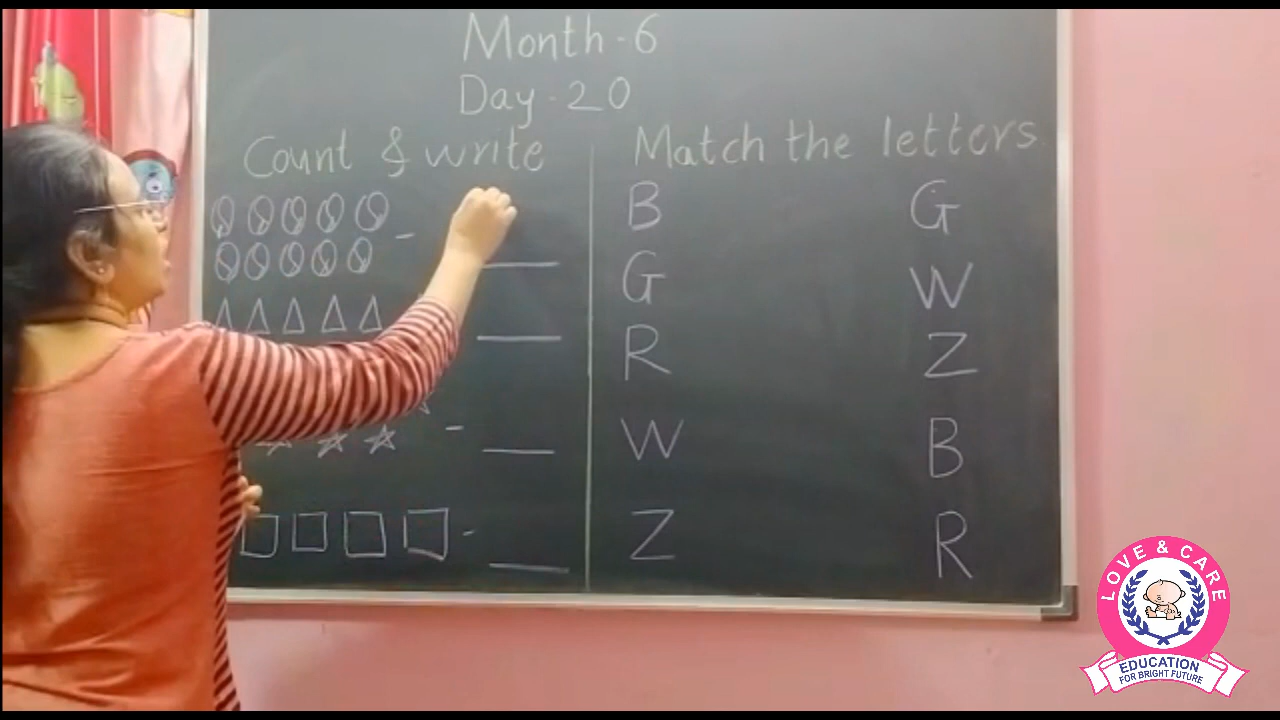 Month - 6
Day - 20
Count & write
Match the letters
B G
G W
R Z
W B
Z R
LOVE & CARE
EDUCATION
FOR BRIGHT FUTURE